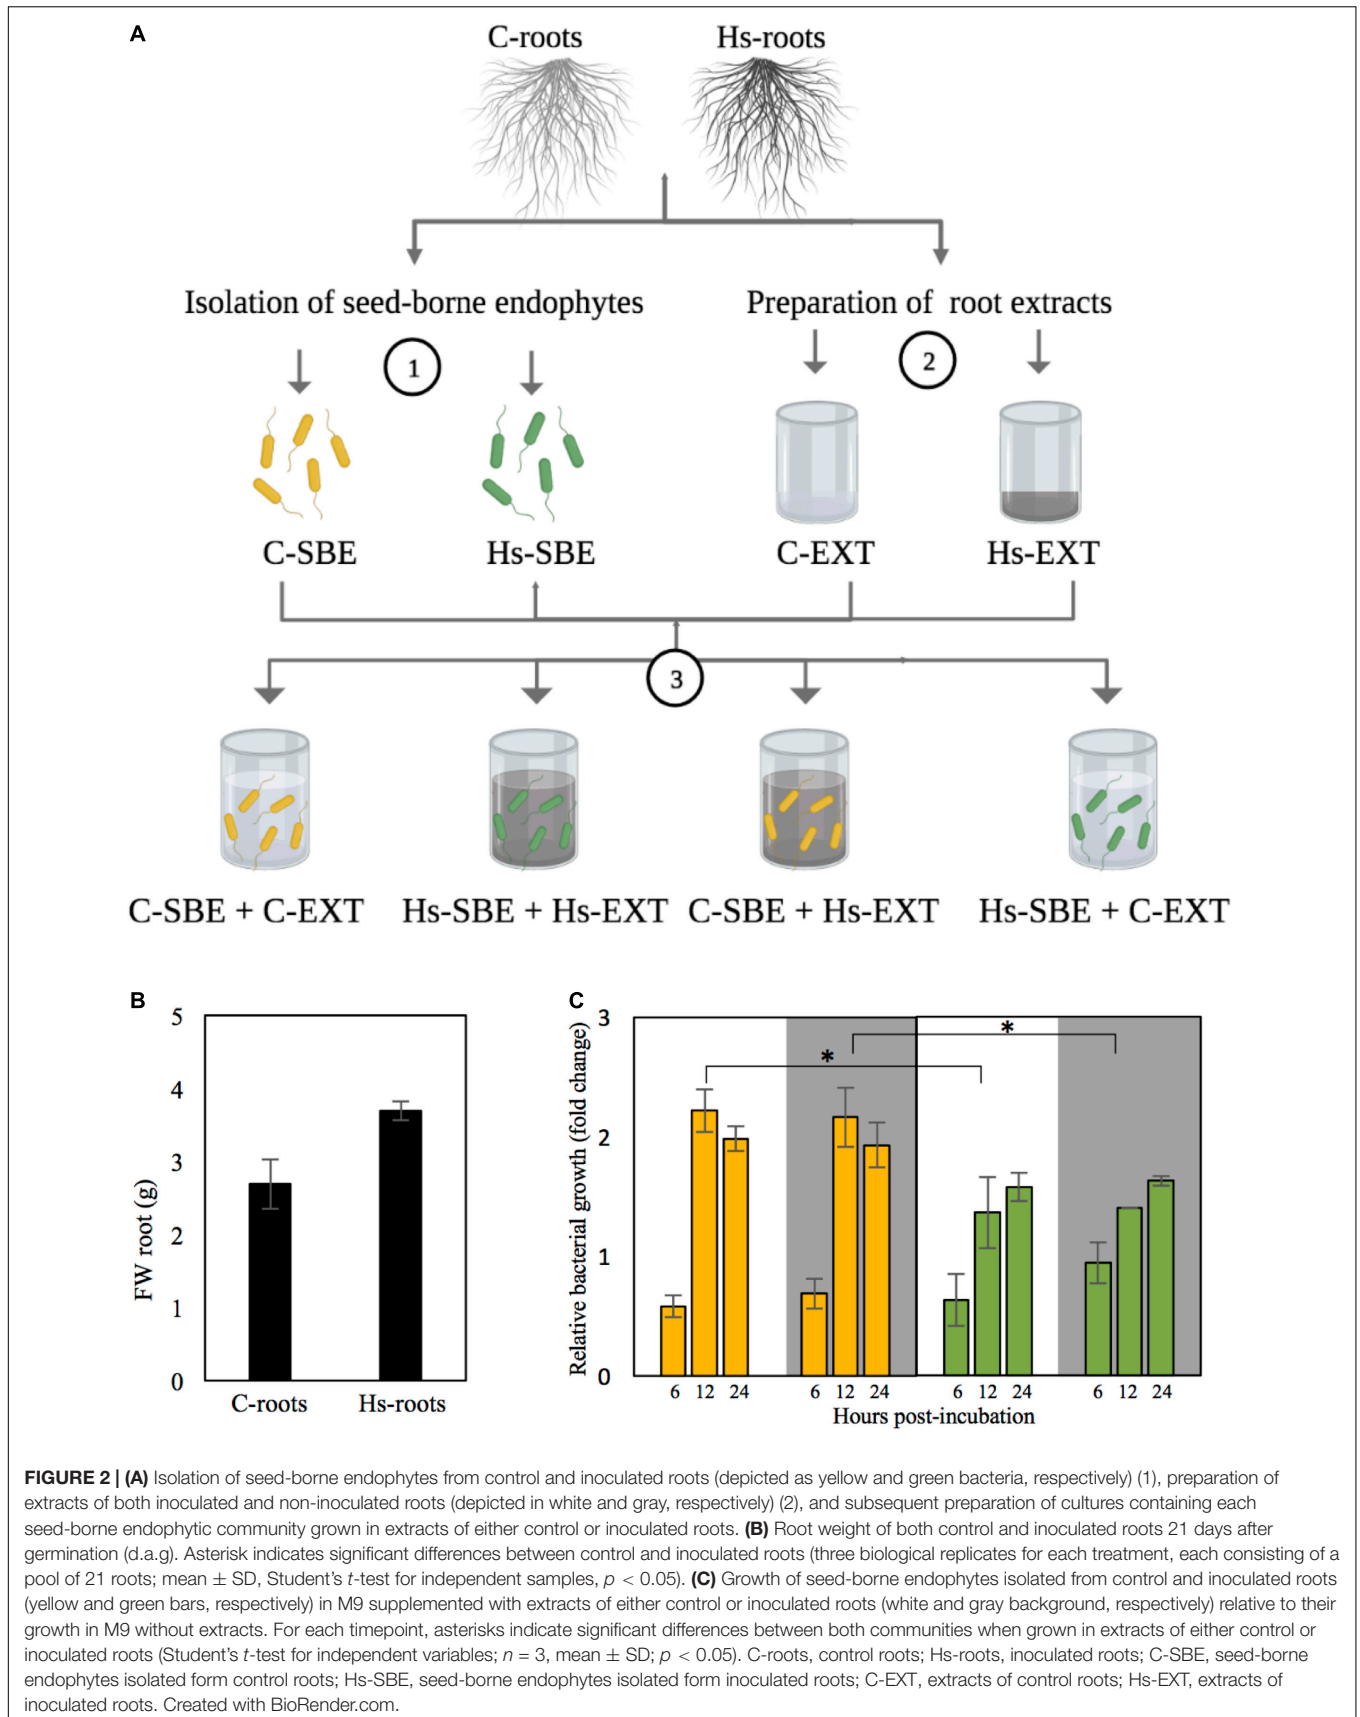 A
C-roots Hs-roots
Isolation of seed-borne endophytes Preparation of root extracts
1 2
C-SBE Hs-SBE C-EXT Hs-EXT
3
C-SBE + C-EXT Hs-SBE + Hs-EXT C-SBE + Hs-EXT Hs-SBE + C-EXT
B
5
4
3
2
1
0
FW root (g)
C-roots Hs-roots
C
3
2
1
0
Relative bacterial growth (fold change)
* *
6 12 24 6 12 24 6 12 24 6 12 24
Hours post-incubation
FIGURE 2 | (A) Isolation of seed-borne endophytes from control and inoculated roots (depicted as yellow and green bacteria, respectively) (1), preparation of
extracts of both inoculated and non-inoculated roots (depicted in white and gray, respectively) (2), and subsequent preparation of cultures containing each
seed-borne endophytic community grown in extracts of either control or inoculated roots. (B) Root weight of both control and inoculated roots 21 days after
germination (d.a.g). Asterisk indicates significant differences between control and inoculated roots (three biological replicates for each treatment, each consisting of a
pool of 21 roots; mean ± SD, Student's t-test for independent samples, p < 0.05). (C) Growth of seed-borne endophytes isolated from control and inoculated roots
(yellow and green bars, respectively) in M9 supplemented with extracts of either control or inoculated roots (white and gray background, respectively) relative to their
growth in M9 without extracts. For each timepoint, asterisks indicate significant differences between both communities when grown in extracts of either control or
inoculated roots (Student's t-test for independent variables; n = 3, mean ± SD; p < 0.05). C-roots, control roots; Hs-roots, inoculated roots; C-SBE, seed-borne
endophytes isolated form control roots; Hs-SBE, seed-borne endophytes isolated form inoculated roots; C-EXT, extracts of control roots; Hs-EXT, extracts of
inoculated roots. Created with BioRender.com.